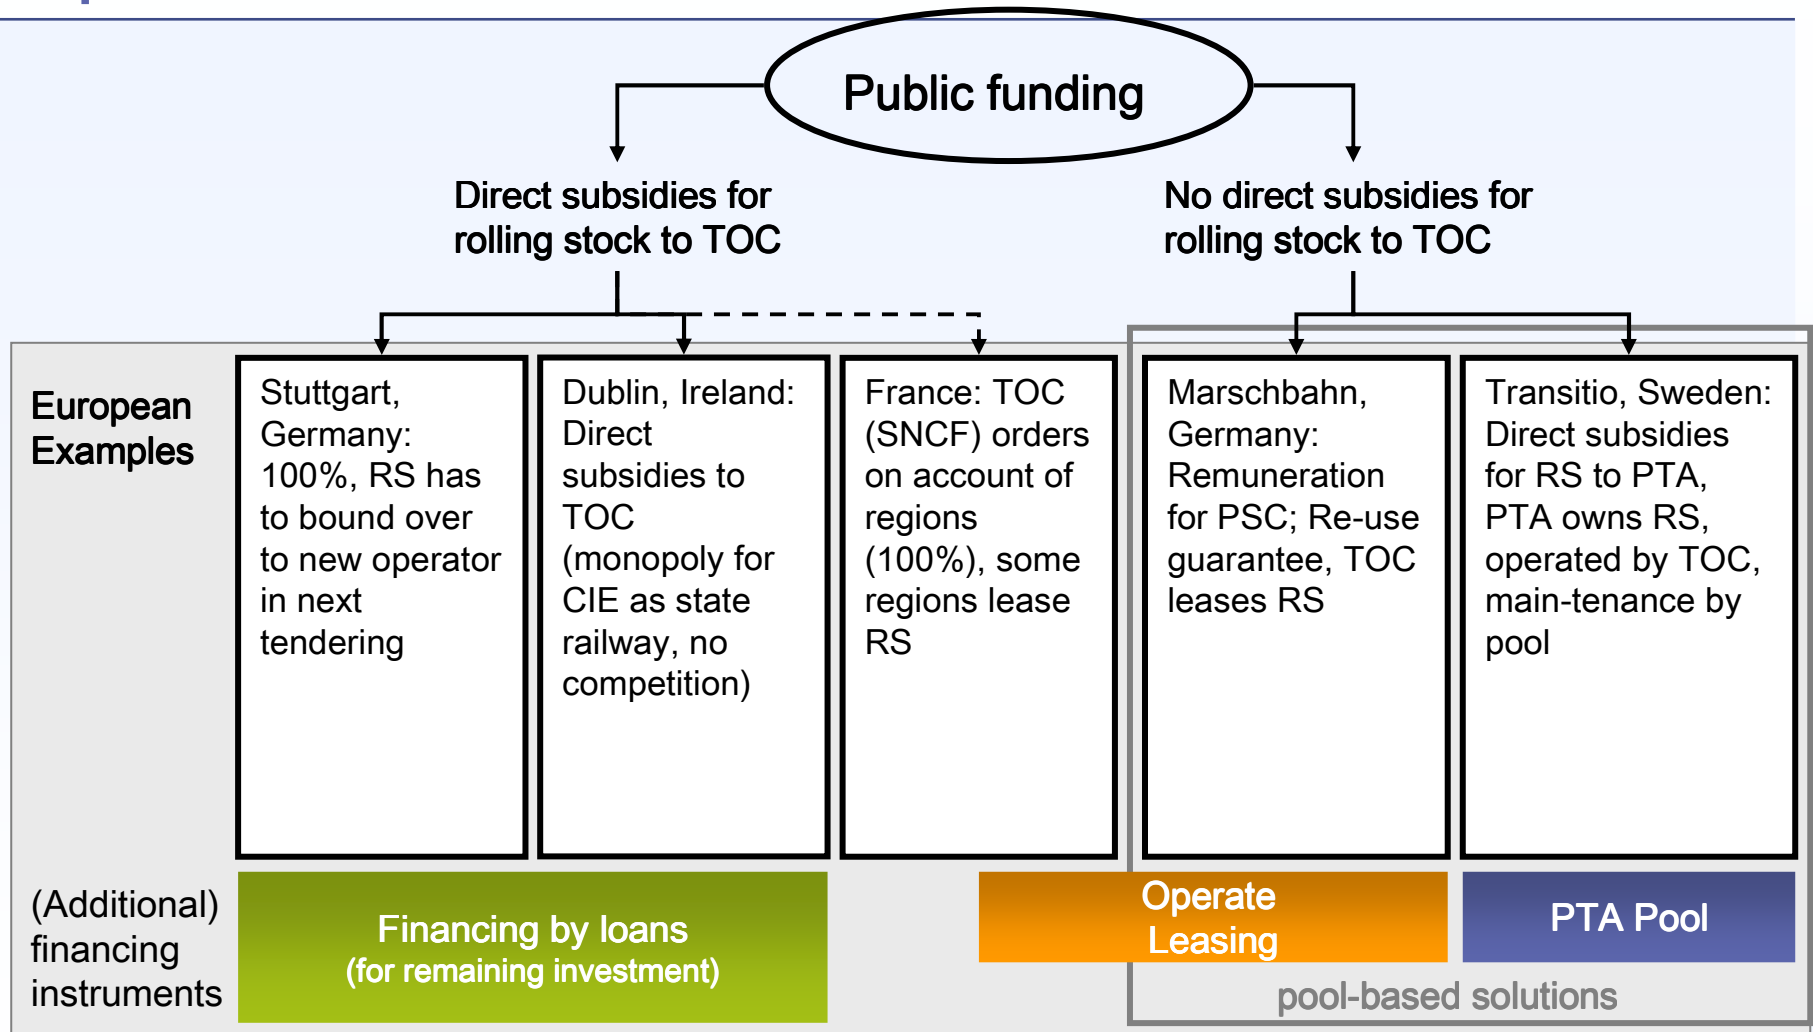 Public funding
Direct subsidies for
rolling stock to TOC
No direct subsidies for
rolling stock to TOC
European
Examples
Stuttgart,
Germany:
100%, RS has
to bound over
to new operator
in next
tendering
Dublin, Ireland:
Direct
subsidies to
TOC
(monopoly for
CIE as state
railway, no
competition)
France: TOC
(SNCF) orders
on account of
regions
(100%), some
regions lease
RS
Marschbahn,
Germany:
Remuneration
for PSC; Re-use
guarantee, TOC
leases RS
Transitio, Sweden:
Direct subsidies
for RS to PTA,
PTA owns RS,
operated by TOC,
main-tenance by
pool
(Additional)
financing
instruments
Financing by loans
(for remaining investment)
Operate
Leasing
PTA Pool
pool-based solutions